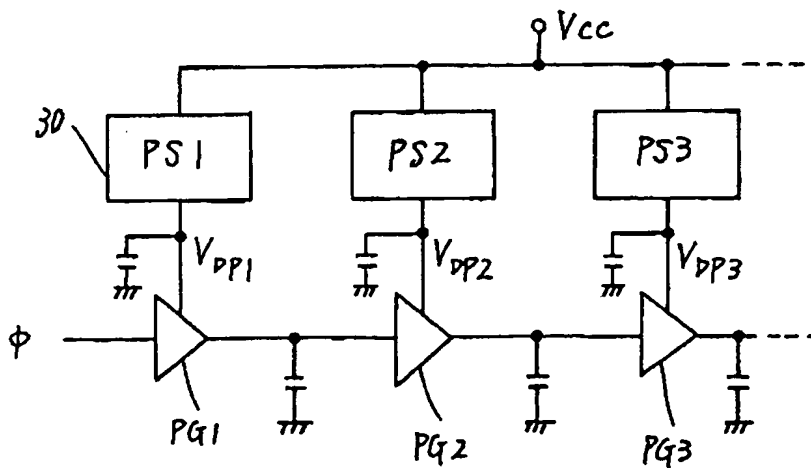 Vcc
30
PS1
PS2
PS3
VDP1
VDP2
VDP3
φ
PG1
PG2
PG3